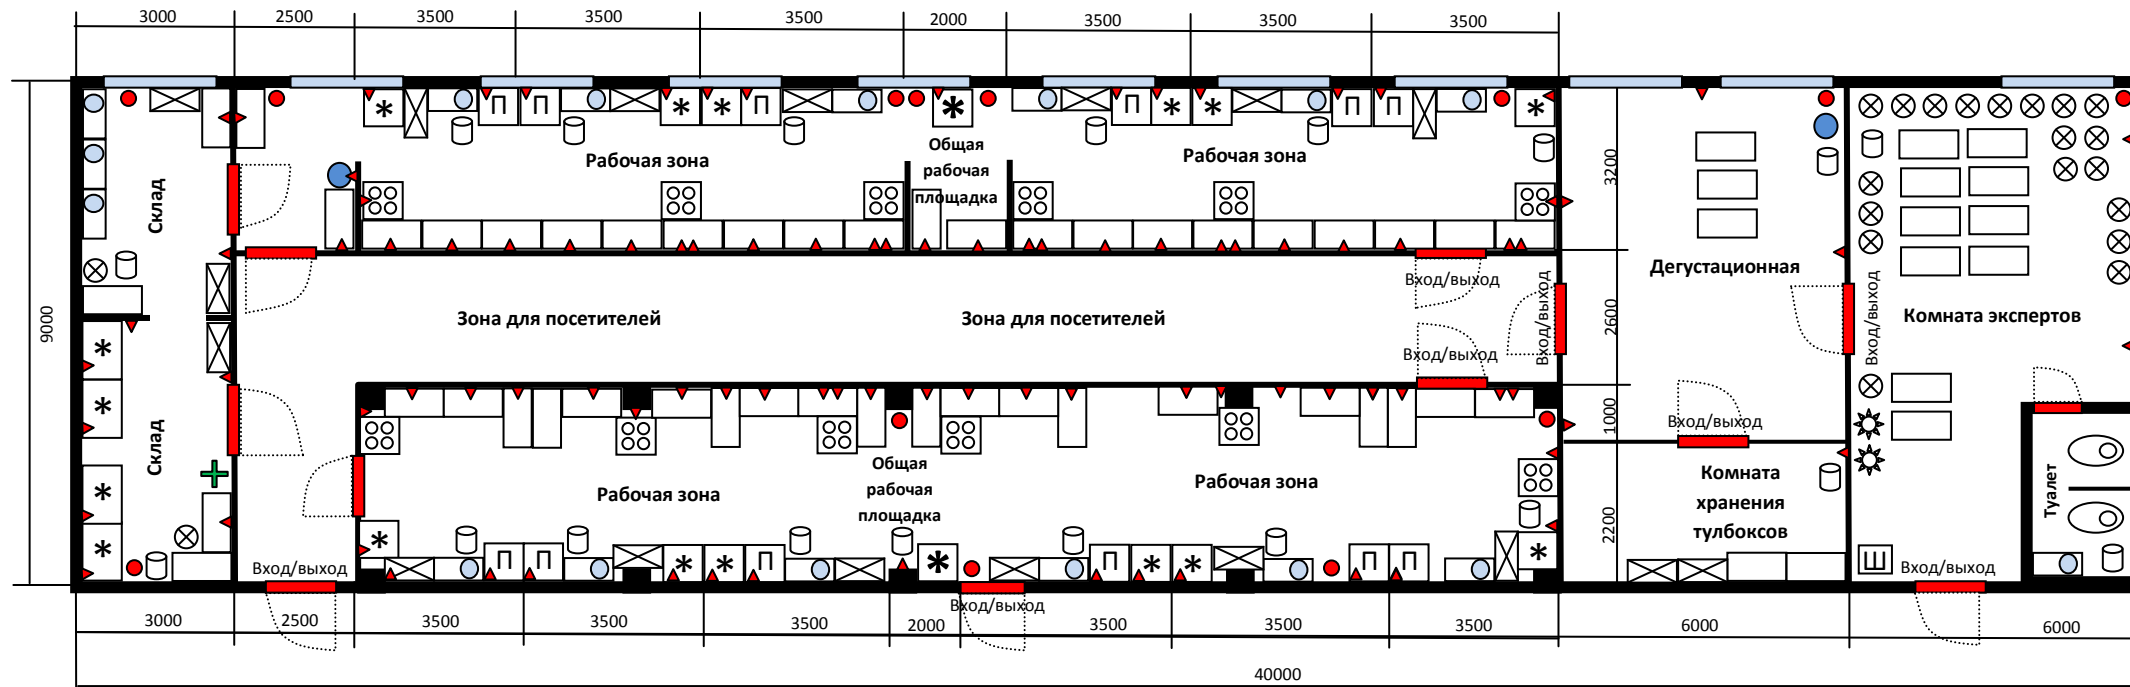 3000 2500 3500 3500 3500 2000 3500 3500 3500
* П П * * П * П * * П П *
Рабочая зона
Общая
рабочая
площадка
Рабочая зона
Склад
3200
Дегустационная
Вход/выход
Вход/выход
Вход/выход
Зона для посетителей
Зона для посетителей
2600
Комната экспертов
9000
Вход/выход
*
*
Вход/выход
1000
Склад
Общая
рабочая
площадка
Рабочая зона
Рабочая зона
Комната
хранения
тулбоксов
Туалет
2200
*
*
* П П * * П * П * * П П *
Ш
Вход/выход
Вход/выход
Вход/выход
3000 2500 3500 3500 3500 2000 3500 3500 3500 6000 6000
40000